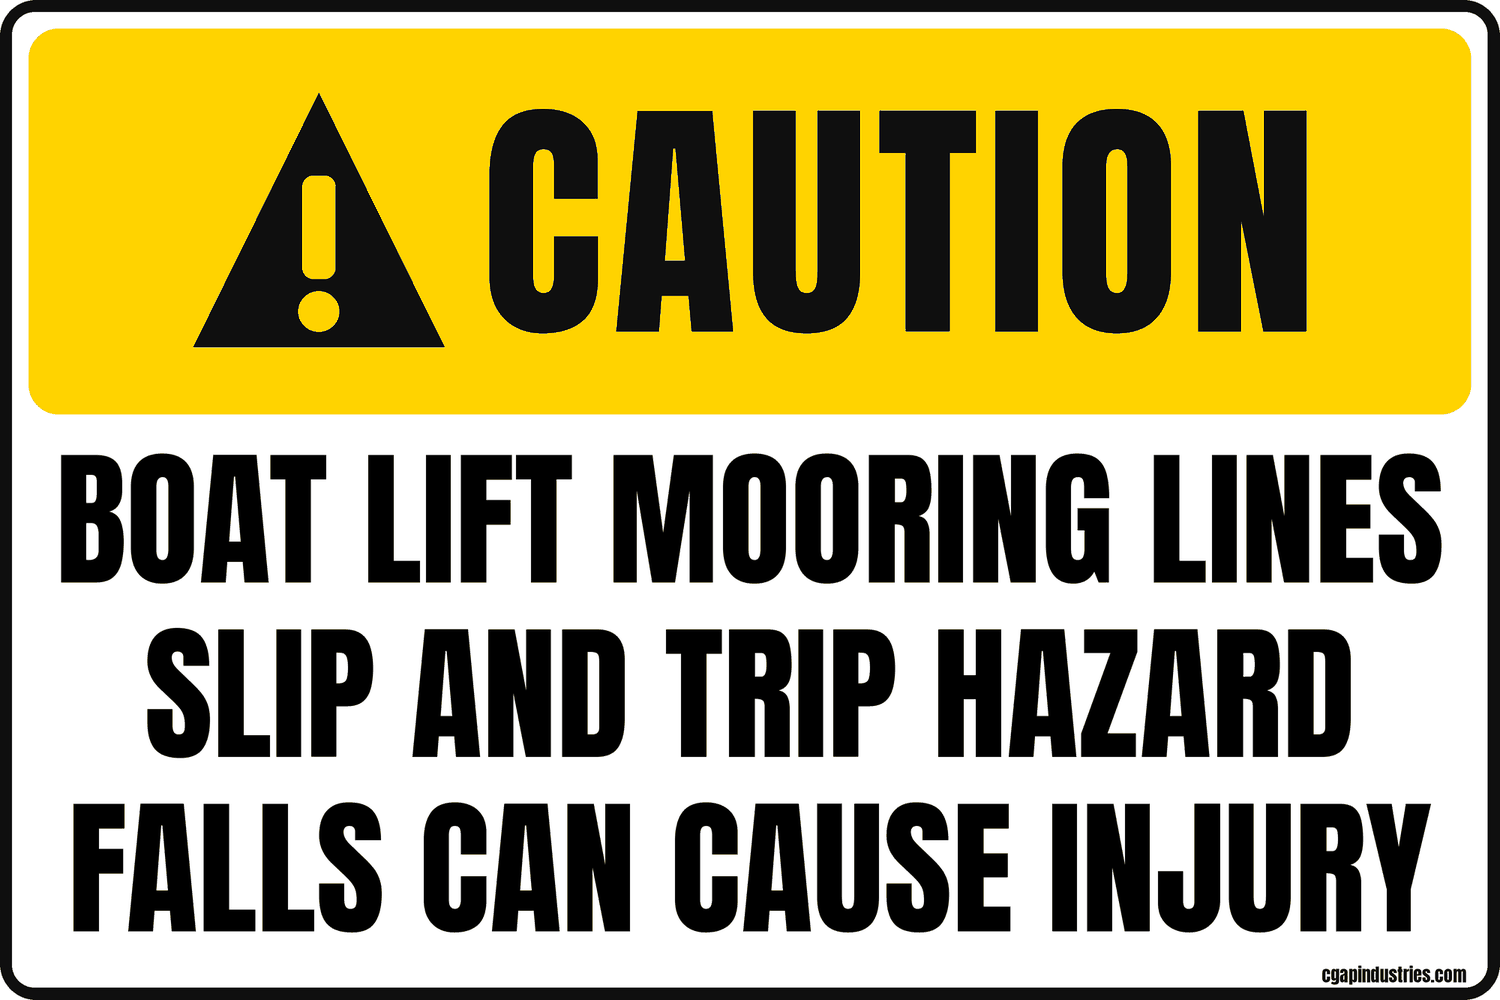 CAUTION
BOAT LIFT MOORING LINES
SLIP AND TRIP HAZARD
FALLS CAN CAUSE INJURY
cgapindustries.com